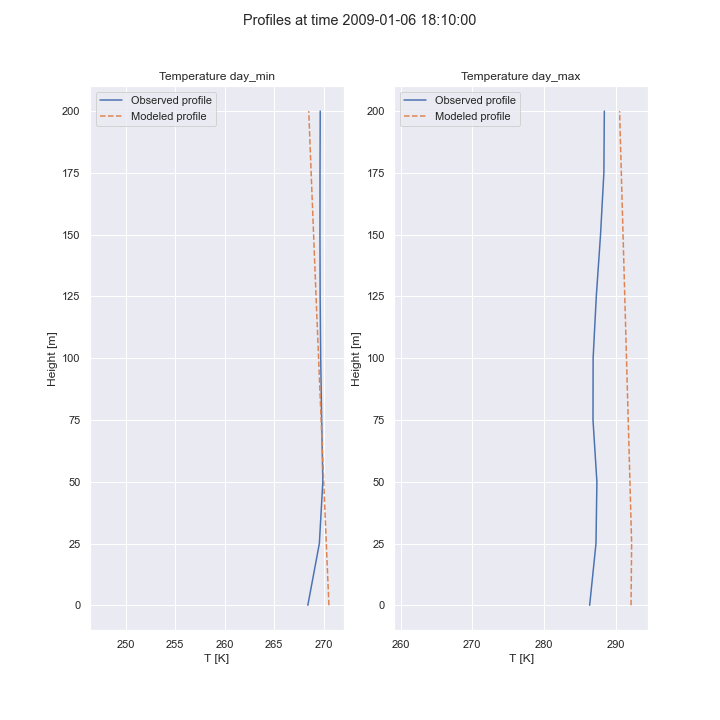 Profiles at time 2009-01-06 18:10:00
Temperature day_min
Observed profile
Modeled profile
200
175
150
125
100
75
50
25
0
Height [m]
250
255
260
265
270
T [K]
Temperature day_max
Observed profile
Modeled profile
200
175
150
125
100
75
50
25
0
Height [m]
260
270
280
290
T [K]